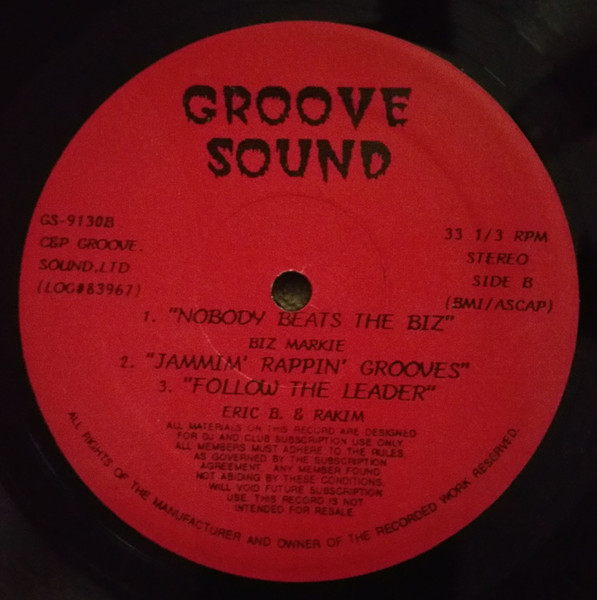 GROOVE
SOUND
GS-9130B
C&P GROOVE.
SOUND.LTD
(LOG#83967)
33 1/3 RPM
STEREO
SIDE B
(BMI/ASCAP)
1. "NOBODY BEATS THE BIZ"
BIZ MARKIE
2. "JAMMIM' RAPPIN' GROOVES"
3. "FOLLOW THE LEADER"
ERIC B. & RAKIM
ALL MATERIALS ON THIS RECORD ARE DESIGNED
FOR DJ AND CLUB SUBSCRIPTION USE ONLY.
ALL MEMBERS MUST ADHERE TO THE RULES.
AS GOVERNED BY THE SUBSCRIPTION
AGREEMENT. ANY MEMBER FOUND
NOT ABIDING BY THESE CONDITIONS.
WILL VOID FUTURE SUBSCRIPTION
USE. THIS RECORD IS NOT
INTENDED FOR RESALE.
ALL RIGHTS OF THE MANUFACTURER AND OWNER OF THE RECORDED WORK RESERVED.